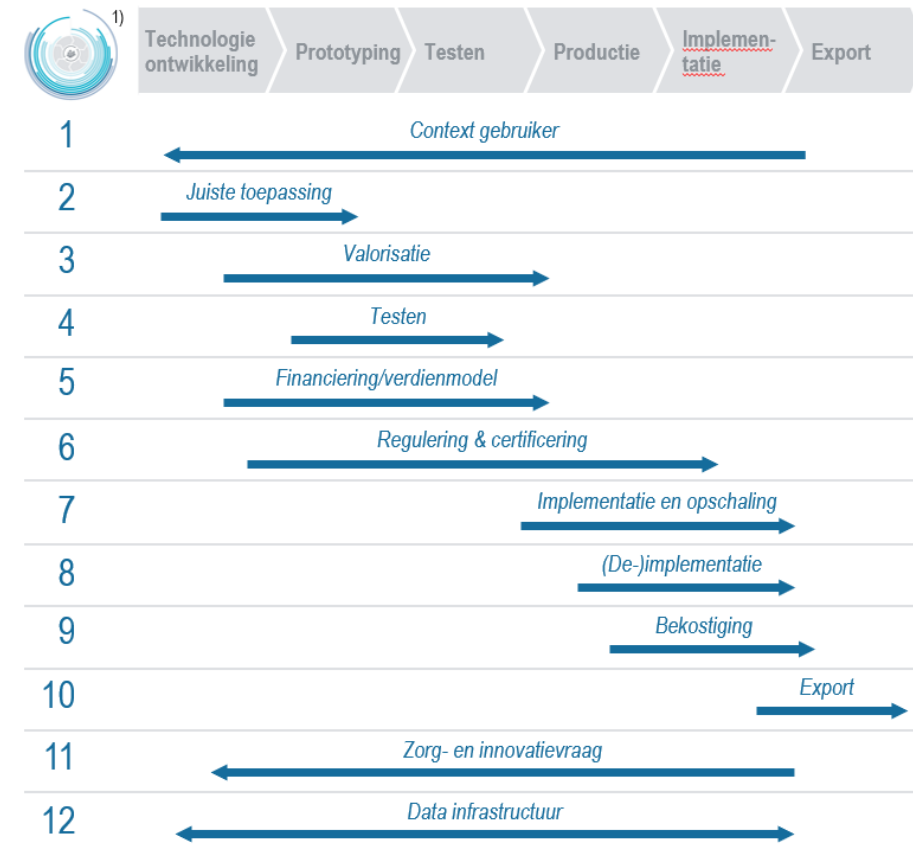 1)
Technologie
ontwikkeling
Prototyping
Testen
Productie
Implemen-
tatie
Export
1
Context gebruiker
2
Juiste toepassing
3
Valorisatie
4
Testen
5
Financiering/verdienmodel
6
Regulering & certificering
7
Implementatie en opschaling
8
(De-)implementatie
9
Bekostiging
10
Export
11
Zorg- en innovatievraag
12
Data infrastructuur